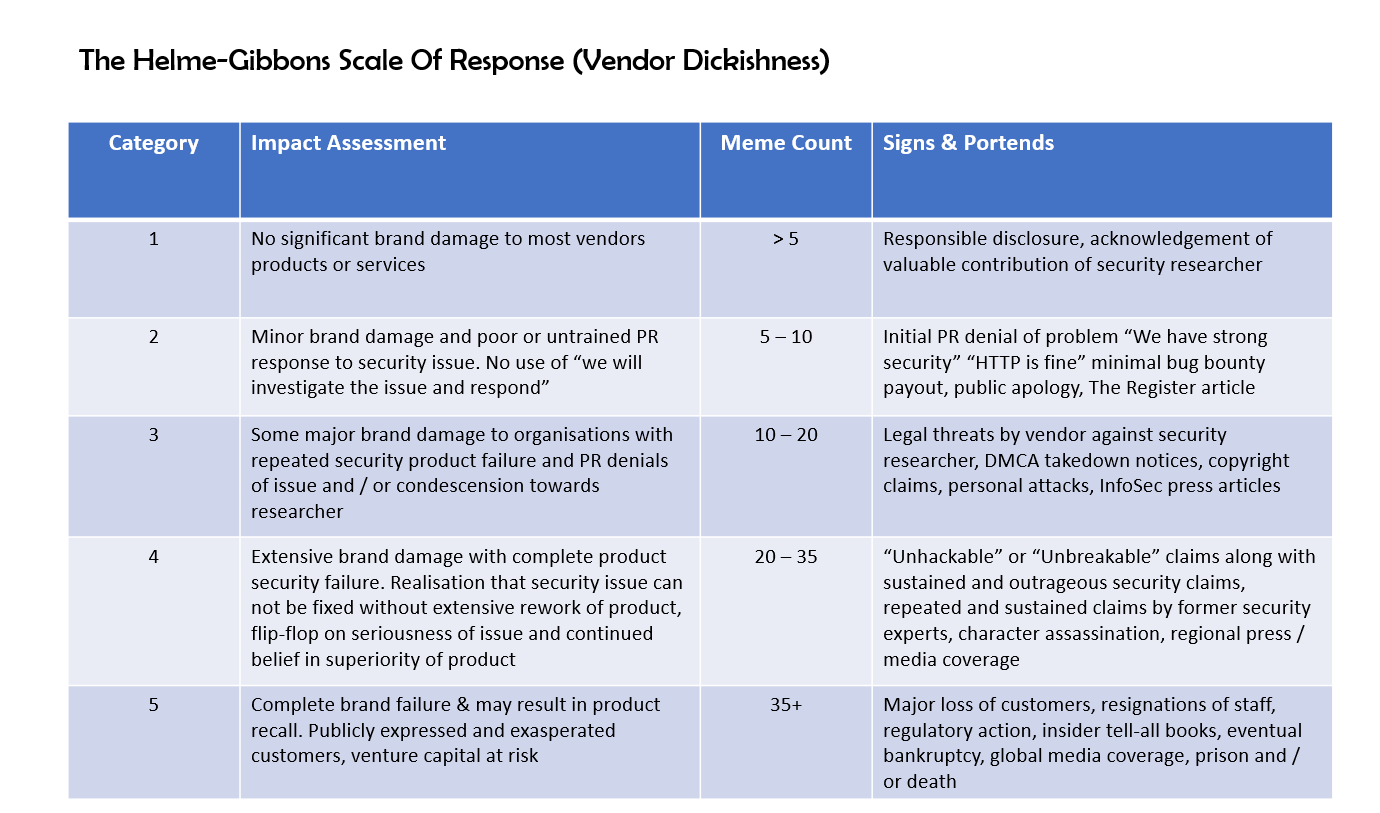 The Helme-Gibbons Scale Of Response (Vendor Dickishness)
Category
Impact Assessment
Meme Count
Signs & Portends
1
No significant brand damage to most vendors
products or services
> 5
Responsible disclosure, acknowledgement of
valuable contribution of security researcher
2
Minor brand damage and poor or untrained PR
response to security issue. No use of “we will
investigate the issue and respond”
5 – 10
Initial PR denial of problem “We have strong
security” “HTTP is fine” minimal bug bounty
payout, public apology, The Register article
3
Some major brand damage to organisations with
repeated security product failure and PR denials
of issue and / or condescension towards
researcher
10 – 20
Legal threats by vendor against security
researcher, DMCA takedown notices, copyright
claims, personal attacks, InfoSec press articles
4
Extensive brand damage with complete product
security failure. Realisation that security issue can
not be fixed without extensive rework of product,
flip-flop on seriousness of issue and continued
belief in superiority of product
20 – 35
“Unhackable” or “Unbreakable” claims along with
sustained and outrageous security claims,
repeated and sustained claims by former security
experts, character assassination, regional press /
media coverage
5
Complete brand failure & may result in product
recall. Publicly expressed and exasperated
customers, venture capital at risk
35+
Major loss of customers, resignations of staff,
regulatory action, insider tell-all books, eventual
bankruptcy, global media coverage, prison and /
or death